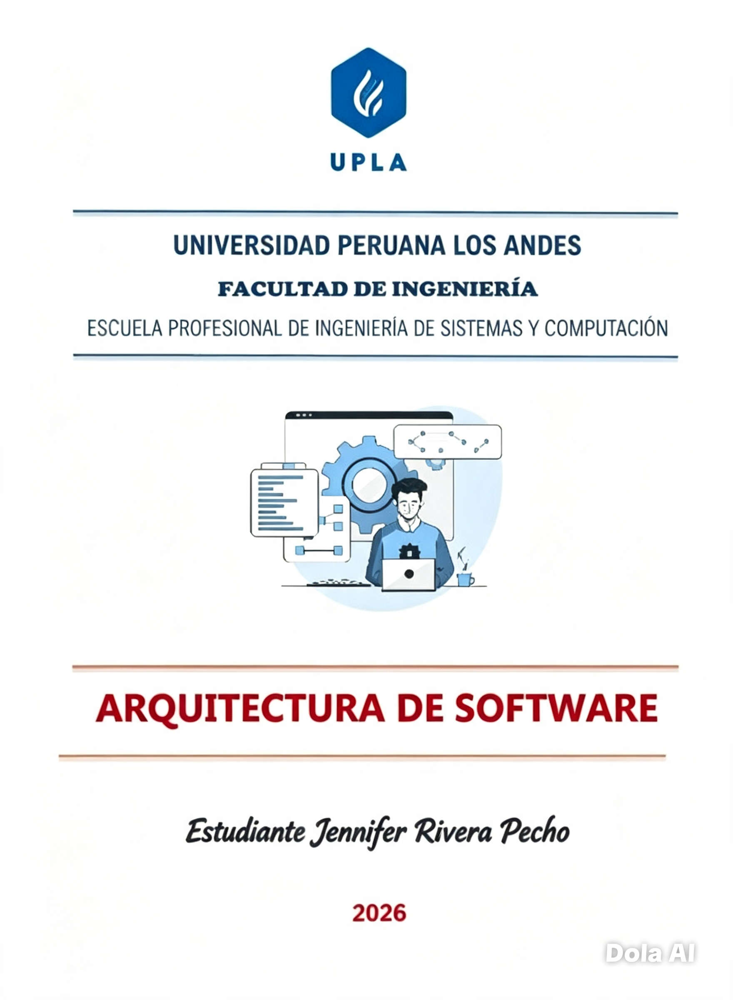 UPLA
UNIVERSIDAD PERUANA LOS ANDES
FACULTAD DE INGENIERÍA
ESCUELA PROFESIONAL DE INGENIERÍA DE SISTEMAS Y COMPUTACIÓN
ARQUITECTURA DE SOFTWARE
Estudiante Jennifer Rivera Pecho
2026
Dola AI